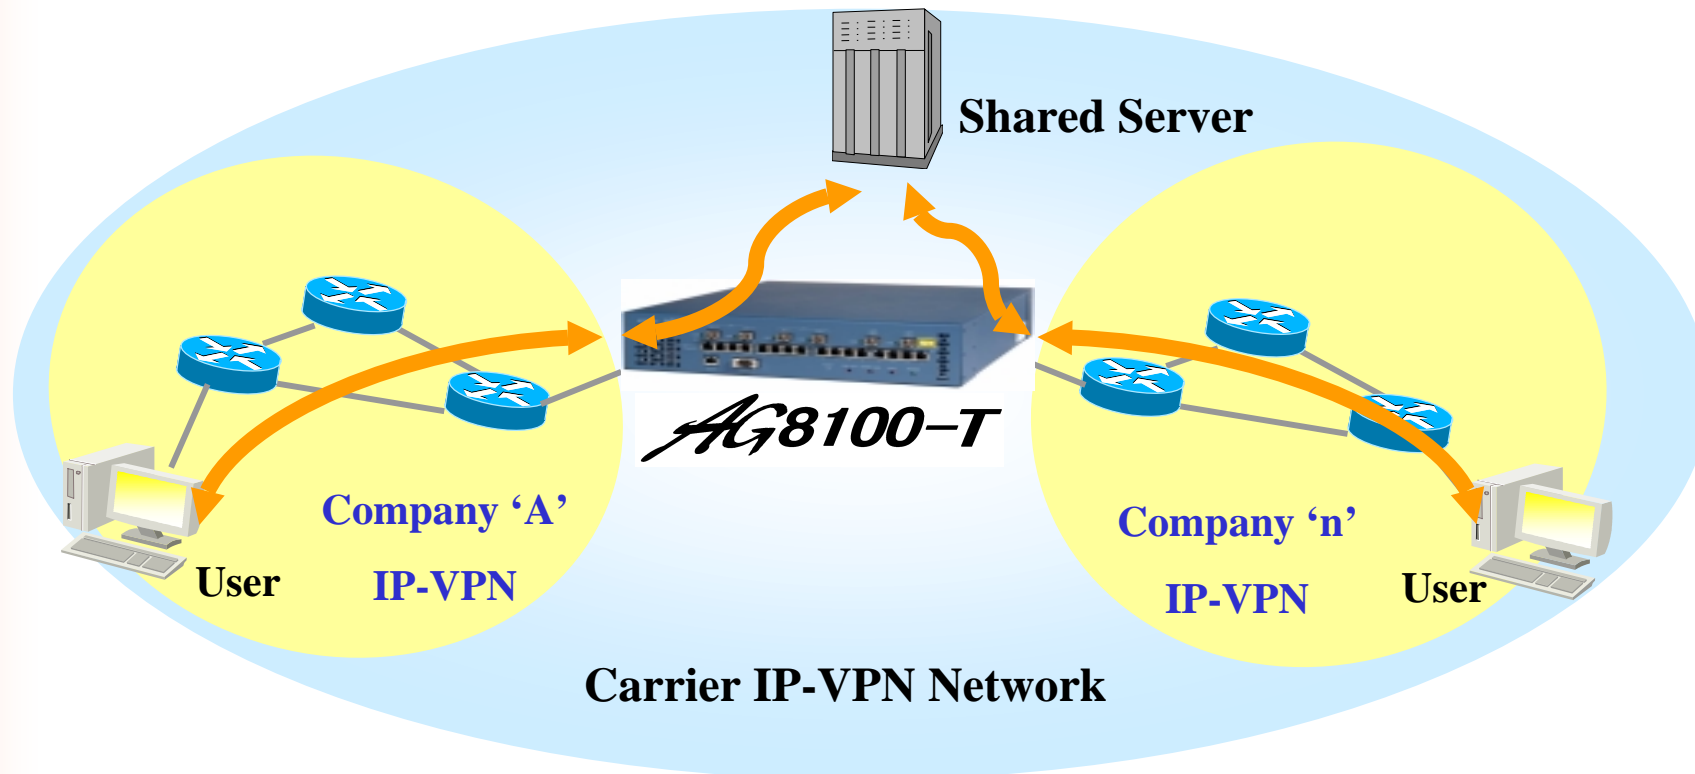 Shared Server
AG8100-T
Company ‘A’
IP-VPN
User
Company ‘n’
IP-VPN
User
Carrier IP-VPN Network